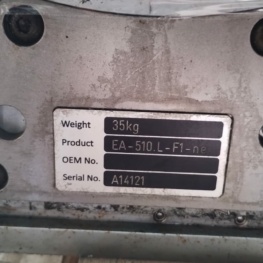 Weight 35kg
Product EA-510.L-F1-n
OEM No.
Serial No. A14121